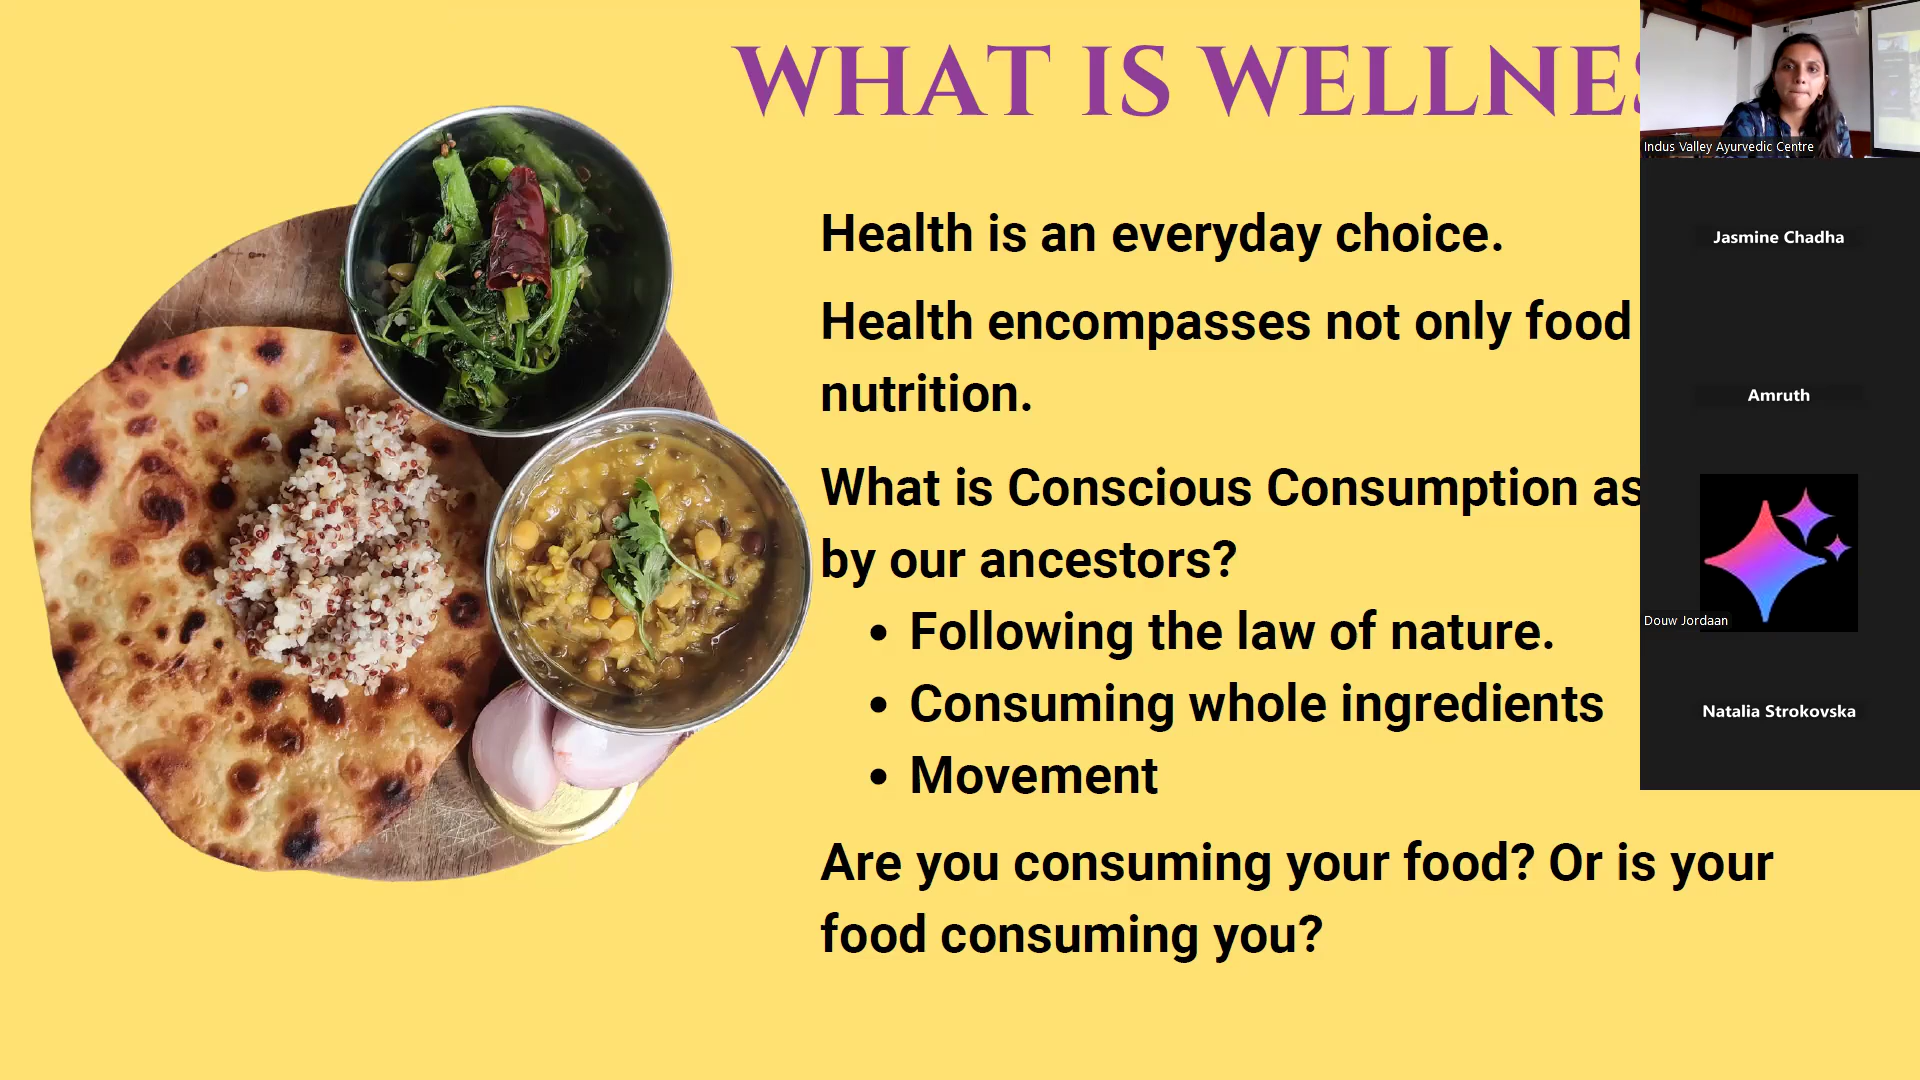 WHAT IS WELLNES
Health is an everyday choice.
Health encompasses not only food
nutrition.
What is Conscious Consumption as
by our ancestors?
• Following the law of nature.
• Consuming whole ingredients
• Movement
Are you consuming your food? Or is your
food consuming you?
Indus Valley Ayurvedic Centre
Jasmine Chadha
Amruth
Douw Jordaan
Natalia Strokovska